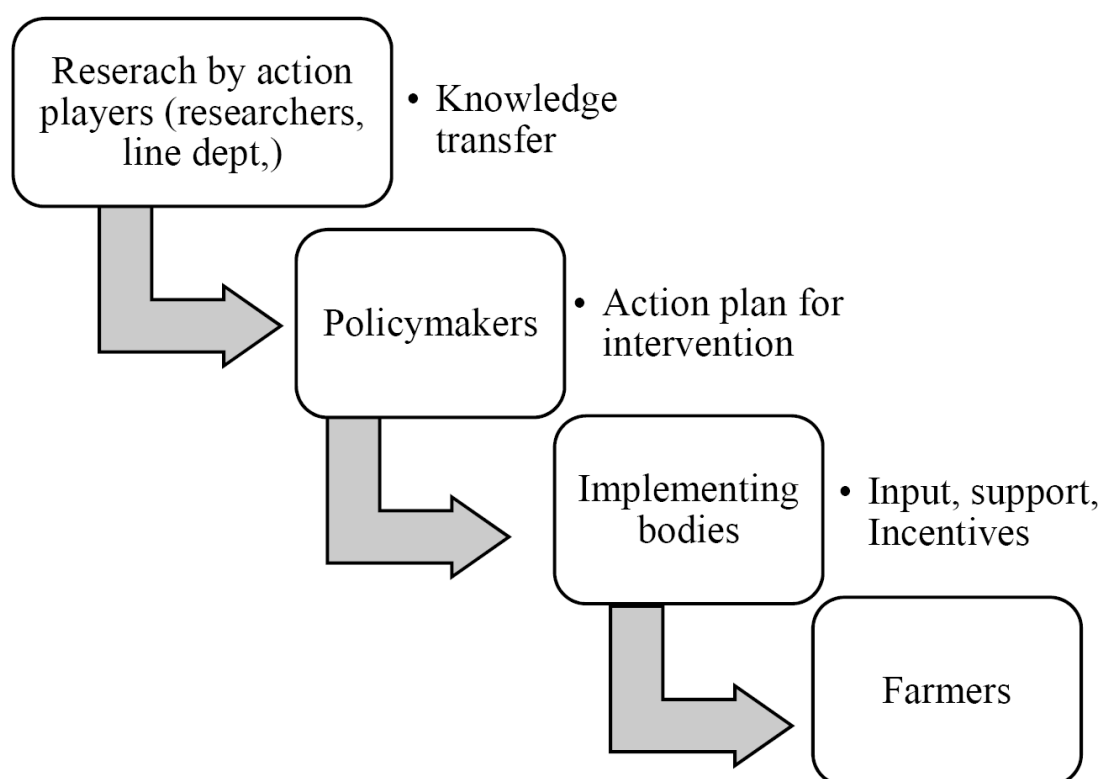 Reserach by action
players (researchers,
line dept,)
• Knowledge
transfer
Policymakers
• Action plan for
intervention
Implementing
bodies
• Input, support,
Incentives
Farmers